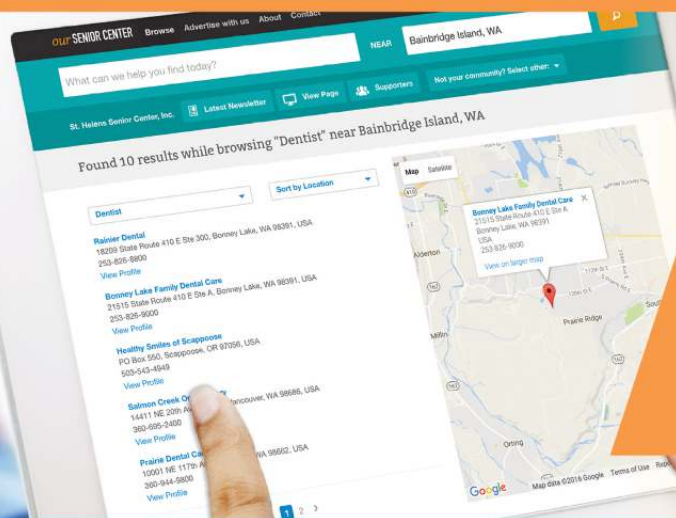 our SENIOR CENTER Browse Advertise with us About Contact
What can we help you find today?
NEAR Bainbridge Island, WA
St. Helens Senior Center, Inc. Latest Newsletter View Page Supporters Not your community? Select other:
Found 10 results while browsing "Dentist" near Bainbridge Island, WA
Dentist
Sort by Location
Rainier Dental
18209 State Route 410 E Ste 300, Bonney Lake, WA 98391, USA
253-826-8800
View Profile
Bonney Lake Family Dental Care
21515 State Route 410 E Ste A, Bonney Lake, WA 98391, USA
253-826-9000
View Profile
Healthy Smiles of Scappoose
PO Box 550, Scappoose, OR 97056, USA
503-543-4949
View Profile
Salmon Creek
14411 NE 20th Vancouver, WA 98686, USA
360-695-2400
View Profile
Prairie Dental
10001 NE 117th WA 98662, USA
360-944-9800
View Profile
1 2
Map Satellite
Bonney Lake Family Dental Care
21515 State Route 410 E Ste A
Bonney Lake, WA 98391
USA
253-826-9000
View on larger map
410
Alderton
162
Prairie Ridge
Orting
162
Google
Map data ©2016 Google Terms of Use